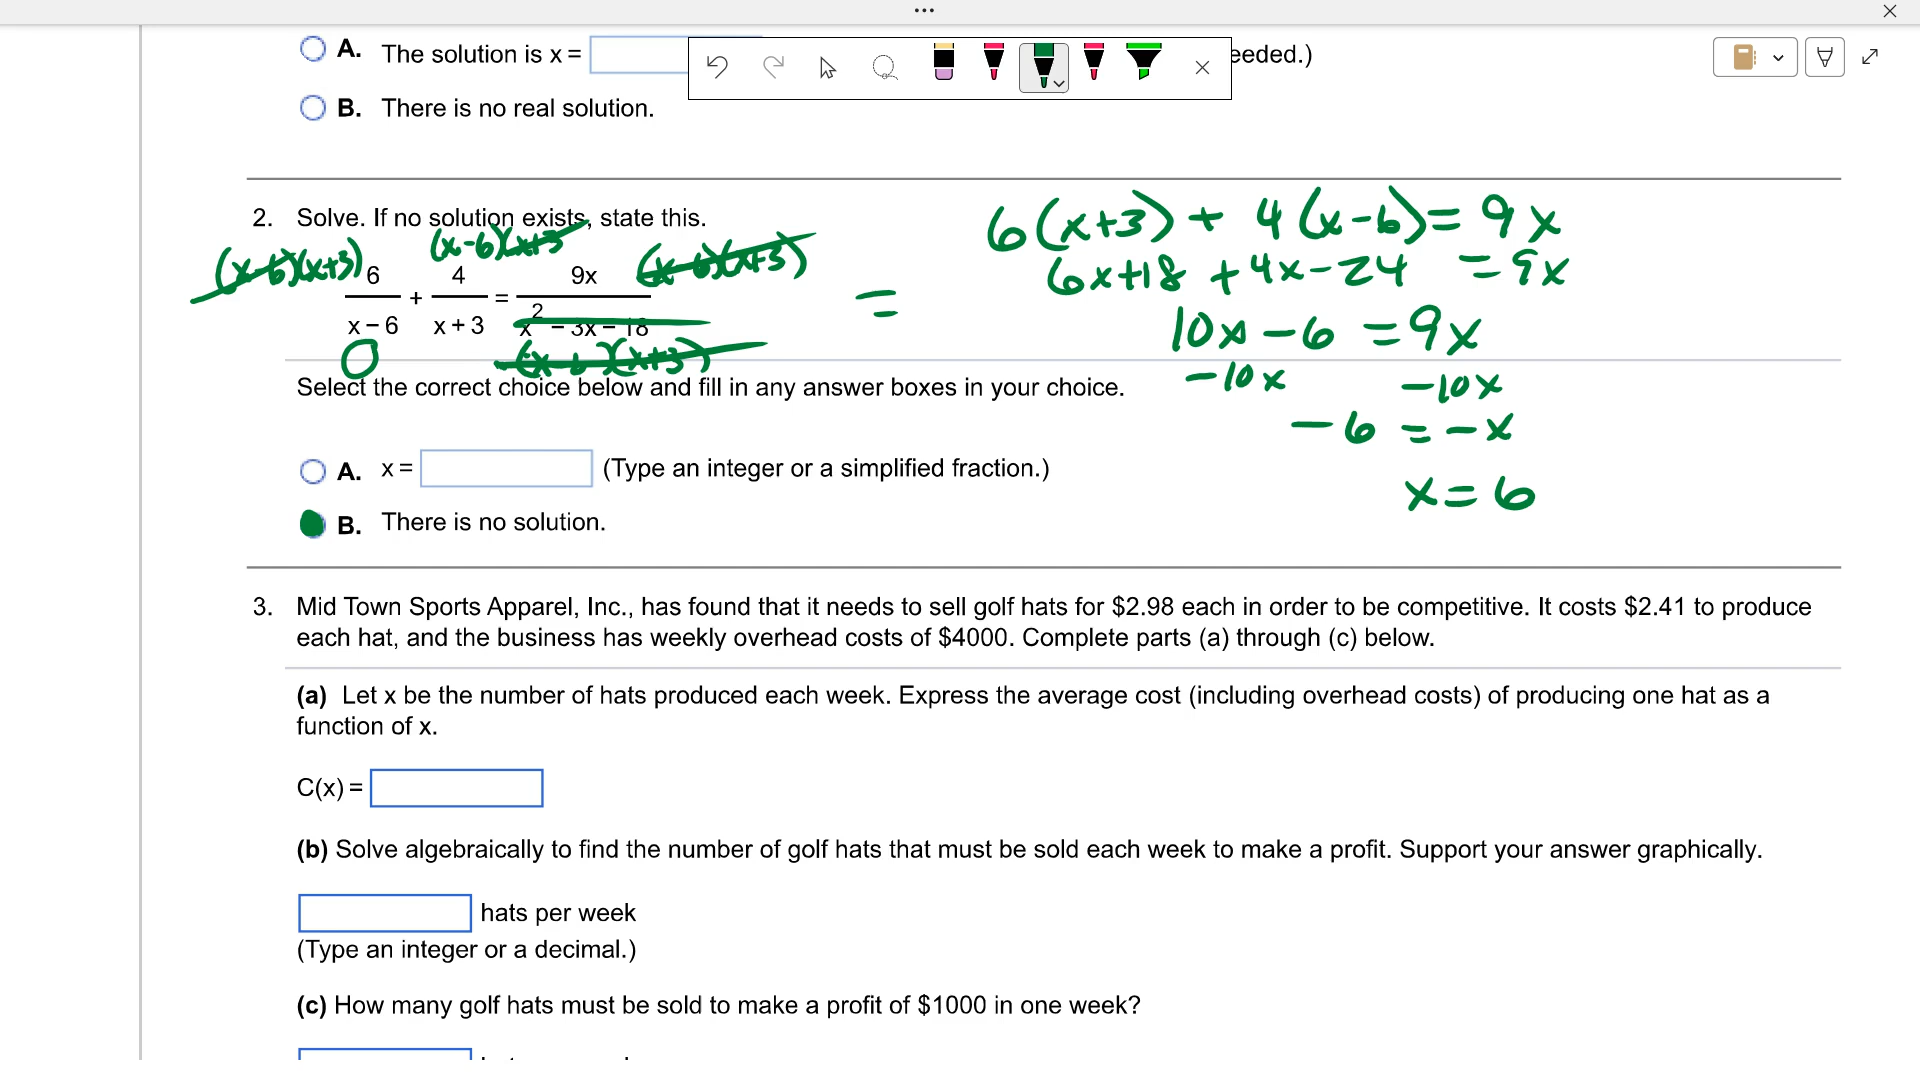 A. The solution is x = eeded.)
B. There is no real solution.
2. Solve. If no solution exists, state this.
(x-6)(x+3) 6/(x − 6) + (x-6)(x+3) 4/(x + 3) = 9x/(x² − 3x − 18) (x-6)(x+3)
0 (x-6)(x+3)
=
6(x+3) + 4(x-6) = 9x
6x+18 +4x-24 = 9x
10x - 6 = 9x
-10x -10x
-6 = -x
x = 6
Select the correct choice below and fill in any answer boxes in your choice.
A. x = (Type an integer or a simplified fraction.)
B. There is no solution.
3. Mid Town Sports Apparel, Inc., has found that it needs to sell golf hats for $2.98 each in order to be competitive. It costs $2.41 to produce
each hat, and the business has weekly overhead costs of $4000. Complete parts (a) through (c) below.
(a) Let x be the number of hats produced each week. Express the average cost (including overhead costs) of producing one hat as a
function of x.
C(x) =
(b) Solve algebraically to find the number of golf hats that must be sold each week to make a profit. Support your answer graphically.
hats per week
(Type an integer or a decimal.)
(c) How many golf hats must be sold to make a profit of $1000 in one week?